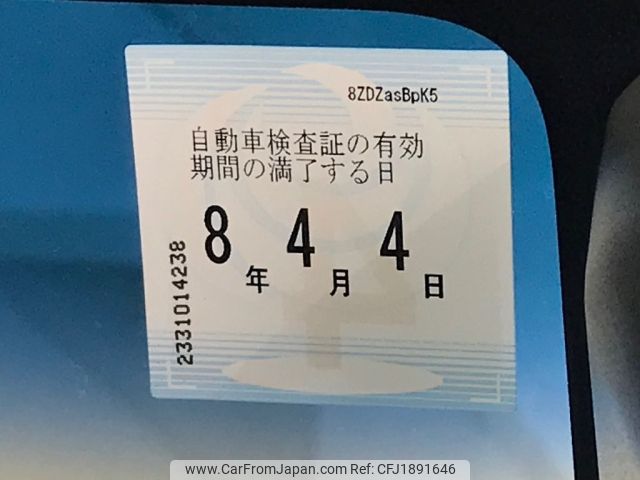 8ZDZasBpK5
自動車検査証の有効
期間の満了する日
8年 4月 4日
2331014238
www.CarFromJapan.com CFJ1891646